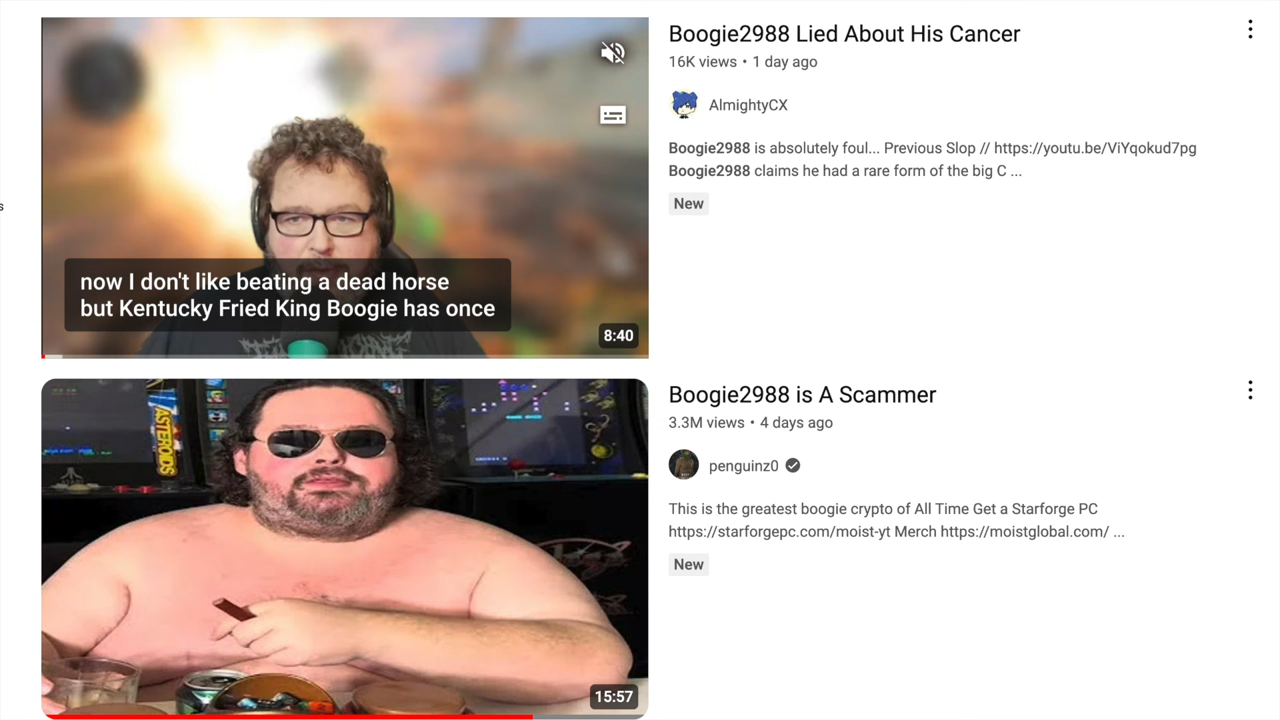 Boogie2988 Lied About His Cancer
16K views • 1 day ago
AlmightyCX
Boogie2988 is absolutely foul... Previous Slop // https://youtu.be/ViYqokud7pg
Boogie2988 claims he had a rare form of the big C ...
New
s
now I don't like beating a dead horse
but Kentucky Fried King Boogie has once
8:40
Boogie2988 is A Scammer
3.3M views • 4 days ago
penguinz0
This is the greatest boogie crypto of All Time Get a Starforge PC
https://starforgepc.com/moist-yt Merch https://moistglobal.com/ ...
New
ASTEROIDS
15:57